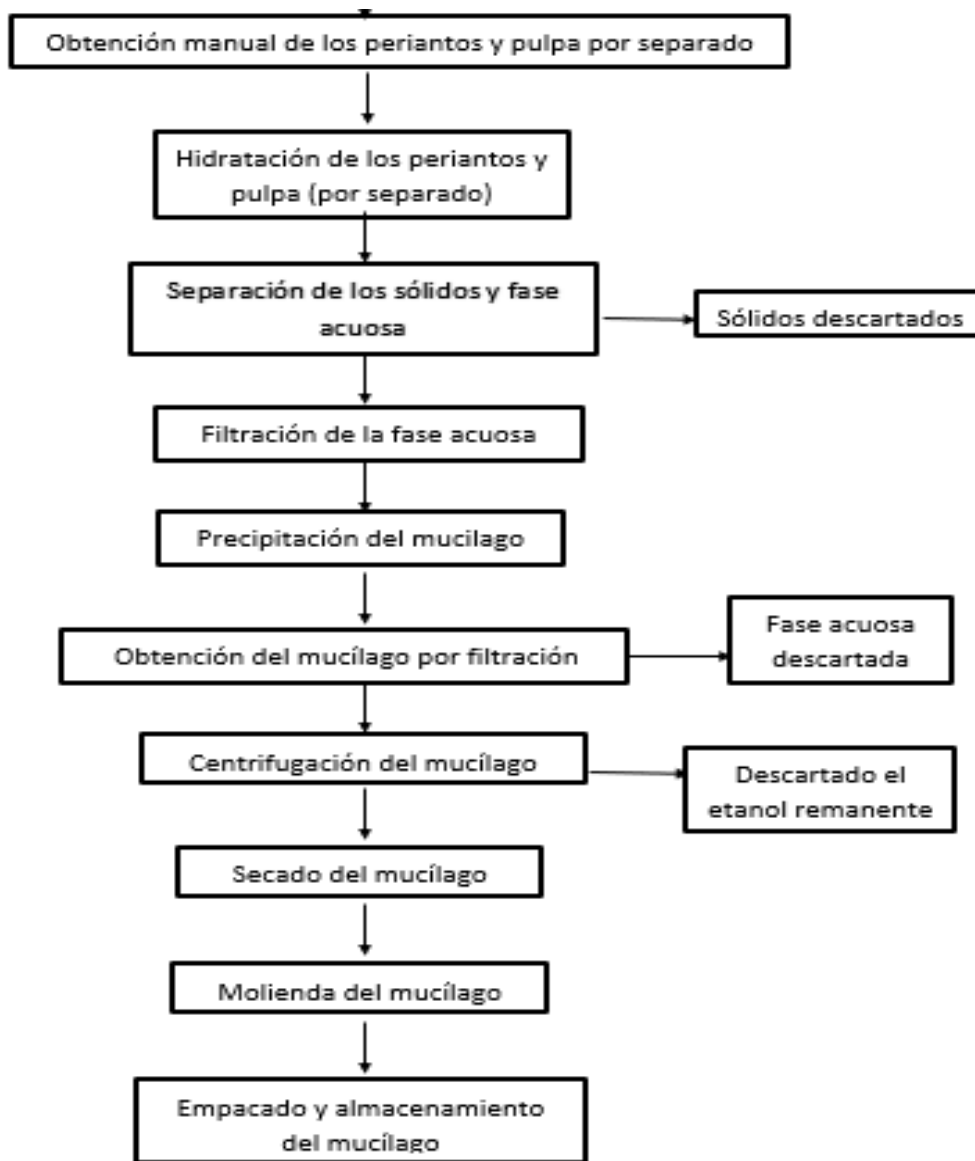 Obtención manual de los periantos y pulpa por separado
Hidratación de los periantos y
pulpa (por separado)
Separación de los sólidos y fase
acuosa
Sólidos descartados
Filtración de la fase acuosa
Precipitación del mucilago
Obtención del mucílago por filtración
Fase acuosa
descartada
Centrifugación del mucílago
Descartado el
etanol remanente
Secado del mucílago
Molienda del mucílago
Empacado y almacenamiento
del mucílago